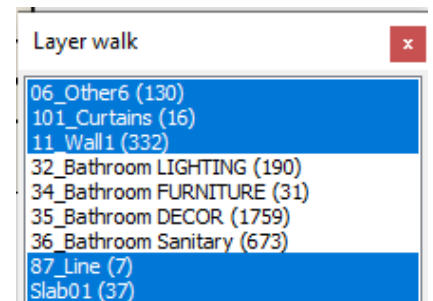 Layer walk
x
06_Other6 (130)
101_Curtains (16)
11_Wall1 (332)
32_Bathroom LIGHTING (190)
34_Bathroom FURNITURE (31)
35_Bathroom DECOR (1759)
36_Bathroom Sanitary (673)
87_Line (7)
Slab01 (37)